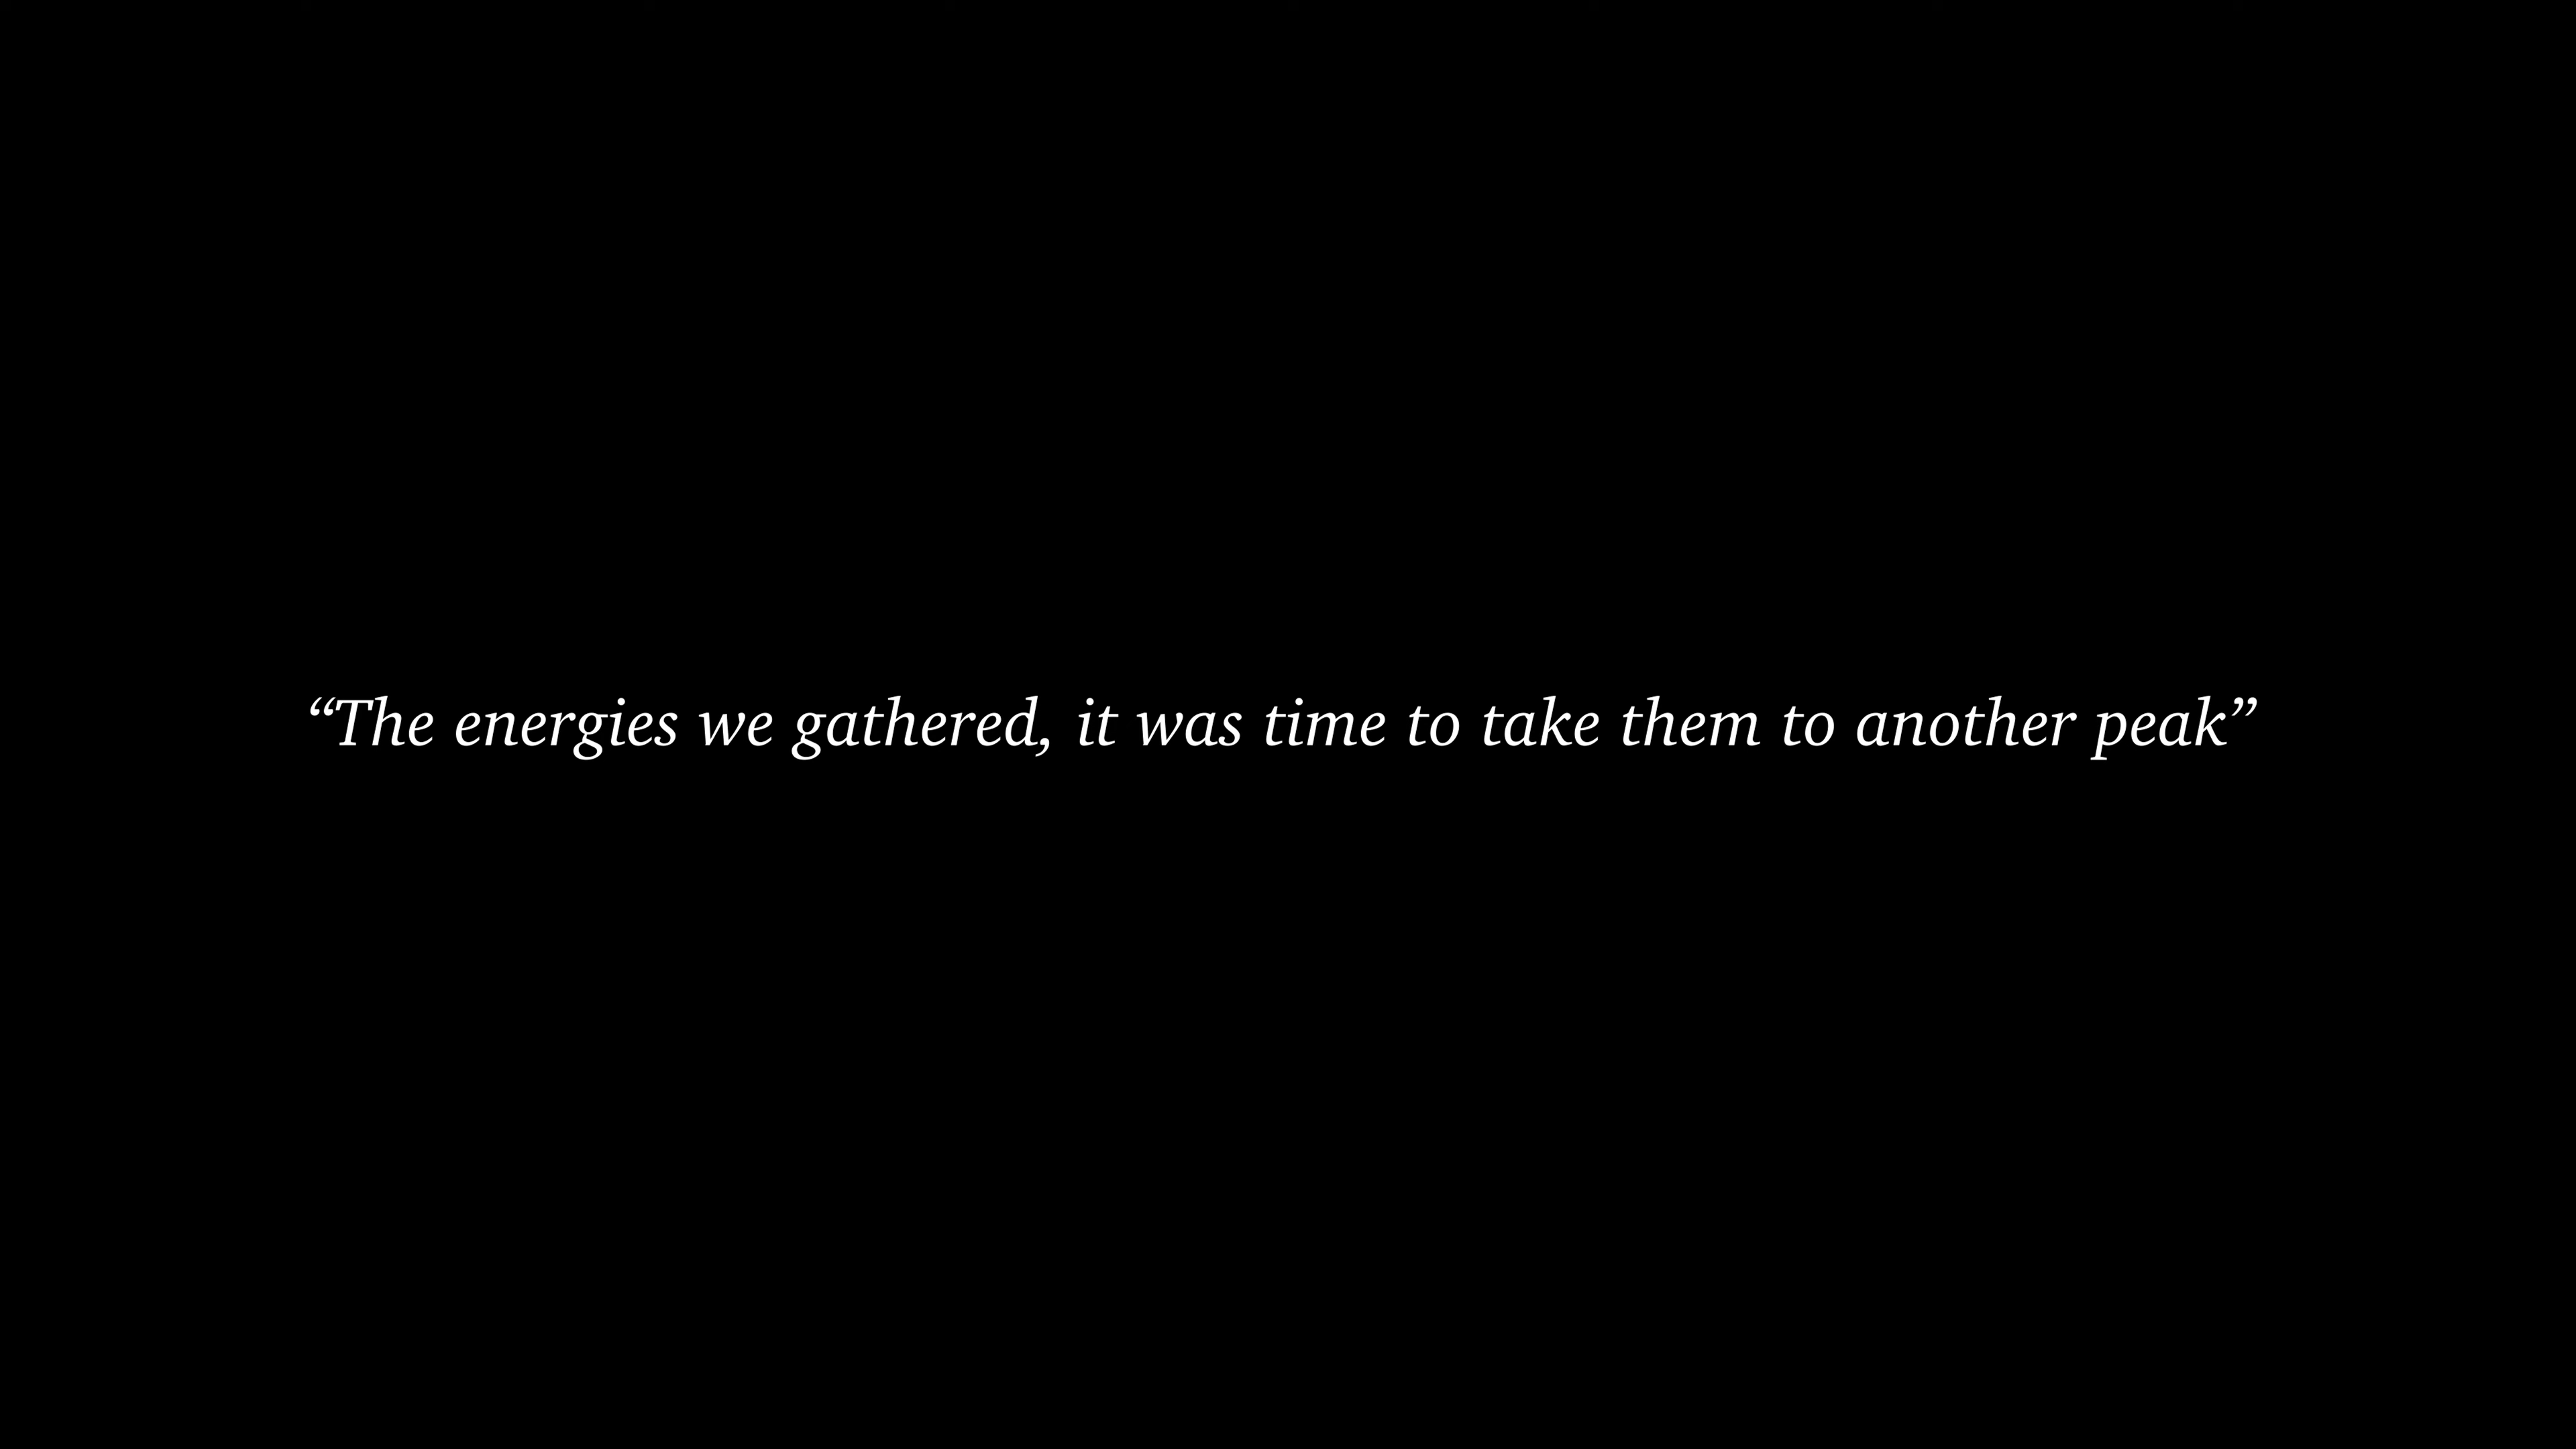 “The energies we gathered, it was time to take them to another peak”